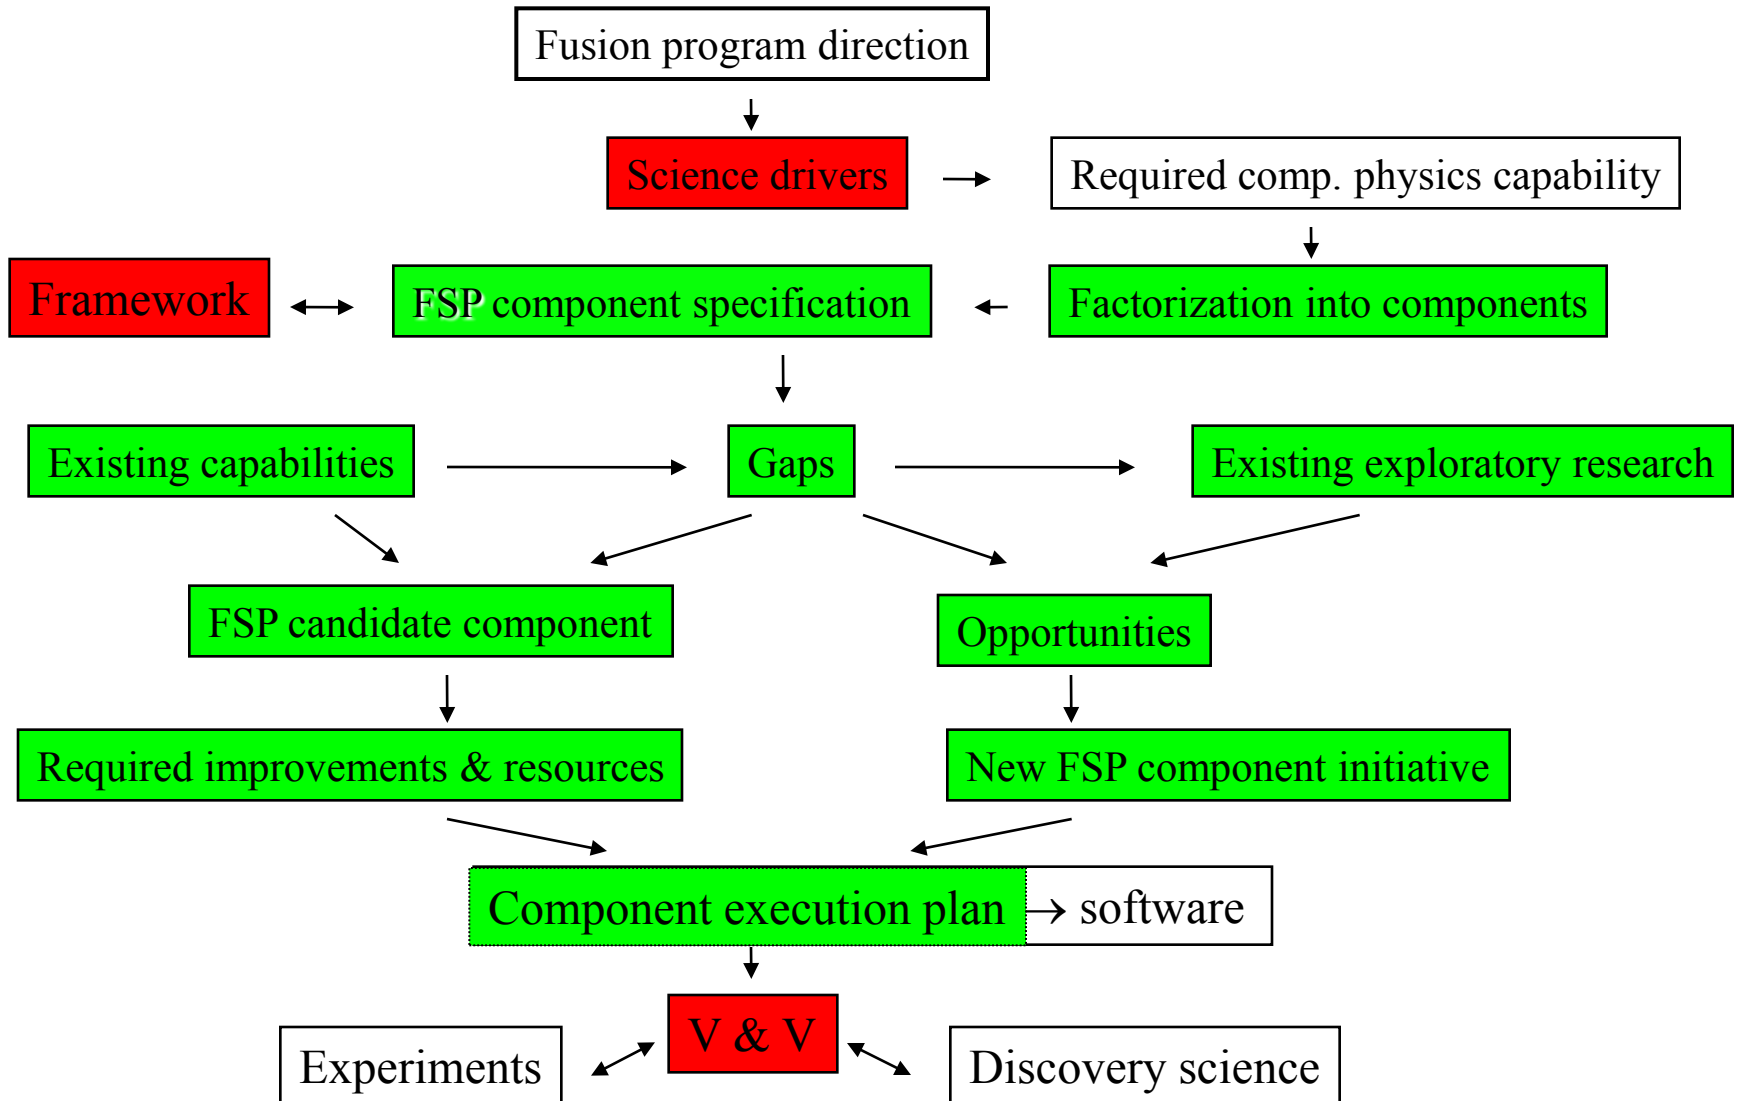 Fusion program direction
Science drivers
Required comp. physics capability
Framework
FSP component specification
Factorization into components
Existing capabilities
Gaps
Existing exploratory research
FSP candidate component
Opportunities
Required improvements & resources
New FSP component initiative
Component execution plan → software
V & V
Experiments
Discovery science